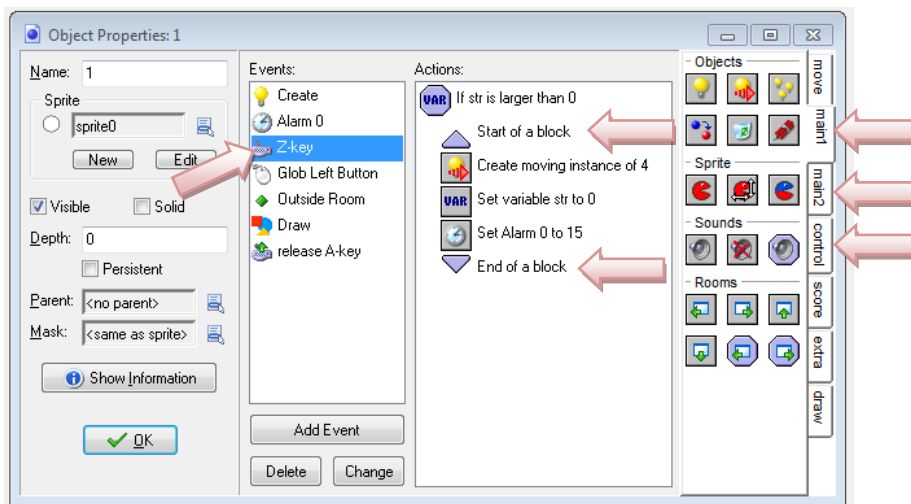 Object Properties: 1
Name: 1
Sprite
sprite0
New Edit
Visible Solid
Depth: 0
Persistent
Parent: <no parent>
Mask: <same as sprite>
Show Information
OK
Events:
Create
Alarm 0
Z-key
Glob Left Button
Outside Room
Draw
release A-key
Add Event
Delete Change
Actions:
VAR If str is larger than 0
Start of a block
Create moving instance of 4
VAR Set variable str to 0
Set Alarm 0 to 15
End of a block
Objects
Sprite
Sounds
Rooms
move
main1
main2
control
score
extra
draw